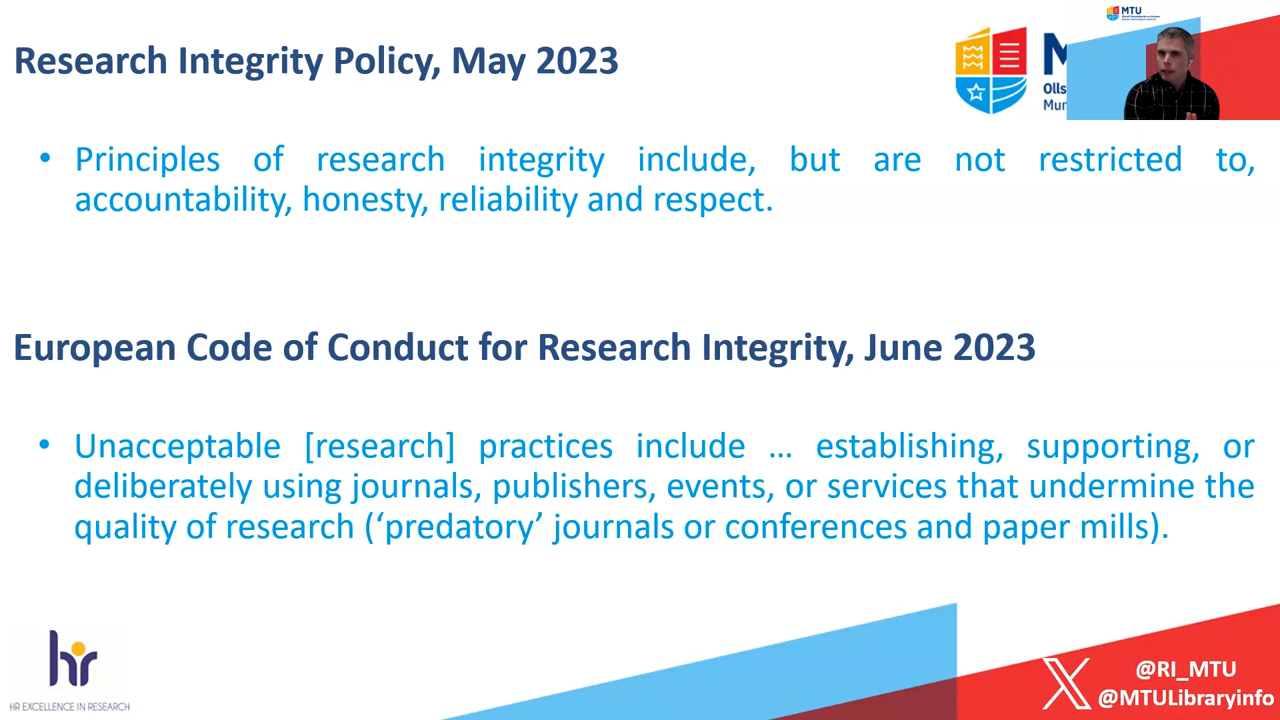 Research Integrity Policy, May 2023
MTU
M
Olls
Mur
• Principles of research integrity include, but are not restricted to,
accountability, honesty, reliability and respect.
European Code of Conduct for Research Integrity, June 2023
• Unacceptable [research] practices include … establishing, supporting, or
deliberately using journals, publishers, events, or services that undermine the
quality of research (‘predatory’ journals or conferences and paper mills).
hr
HR EXCELLENCE IN RESEARCH
@RI_MTU
@MTULibraryinfo